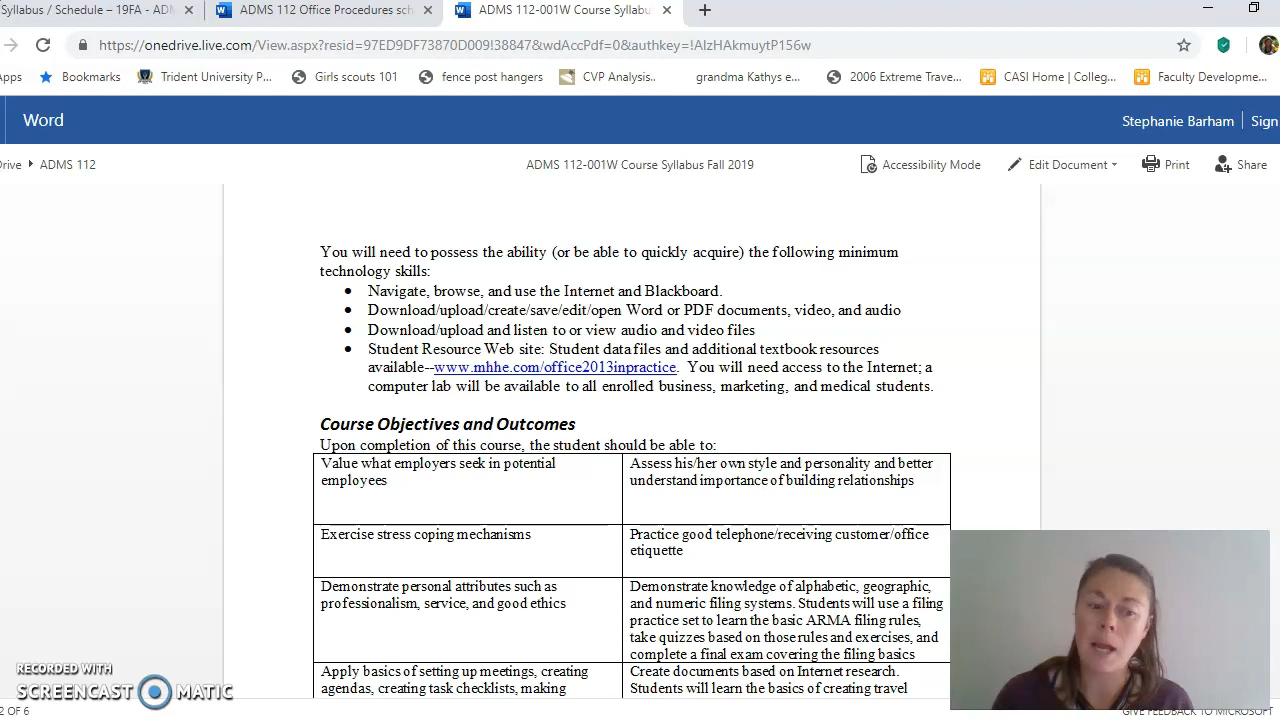 Syllabus / Schedule – 19FA - ADM
ADMS 112 Office Procedures sch
ADMS 112-001W Course Syllabu
https://onedrive.live.com/View.aspx?resid=97ED9DF73870D009!38847&wdAccPdf=0&authkey=!AIzHAkmuytP156w
Apps
Bookmarks
Trident University P...
Girls scouts 101
fence post hangers
CVP Analysis..
grandma Kathys e...
2006 Extreme Trave...
CASI Home | Colleg...
Faculty Developme...
Word
Stephanie Barham
Sign
Drive
ADMS 112
ADMS 112-001W Course Syllabus Fall 2019
Accessibility Mode
Edit Document
Print
Share
You will need to possess the ability (or be able to quickly acquire) the following minimum
technology skills:
• Navigate, browse, and use the Internet and Blackboard.
• Download/upload/create/save/edit/open Word or PDF documents, video, and audio
• Download/upload and listen to or view audio and video files
• Student Resource Web site: Student data files and additional textbook resources
available--www.mhhe.com/office2013inpractice. You will need access to the Internet; a
computer lab will be available to all enrolled business, marketing, and medical students.
Course Objectives and Outcomes
Upon completion of this course, the student should be able to:
Value what employers seek in potential
employees
Assess his/her own style and personality and better
understand importance of building relationships
Exercise stress coping mechanisms
Practice good telephone/receiving customer/office
etiquette
Demonstrate personal attributes such as
professionalism, service, and good ethics
Demonstrate knowledge of alphabetic, geographic,
and numeric filing systems. Students will use a filing
practice set to learn the basic ARMA filing rules,
take quizzes based on those rules and exercises, and
complete a final exam covering the filing basics
Apply basics of setting up meetings, creating
agendas, creating task checklists, making
Create documents based on Internet research.
Students will learn the basics of creating travel
RECORDED WITH
SCREENCAST MATIC
2 OF 6
GIVE FEEDBACK TO MICROSOFT